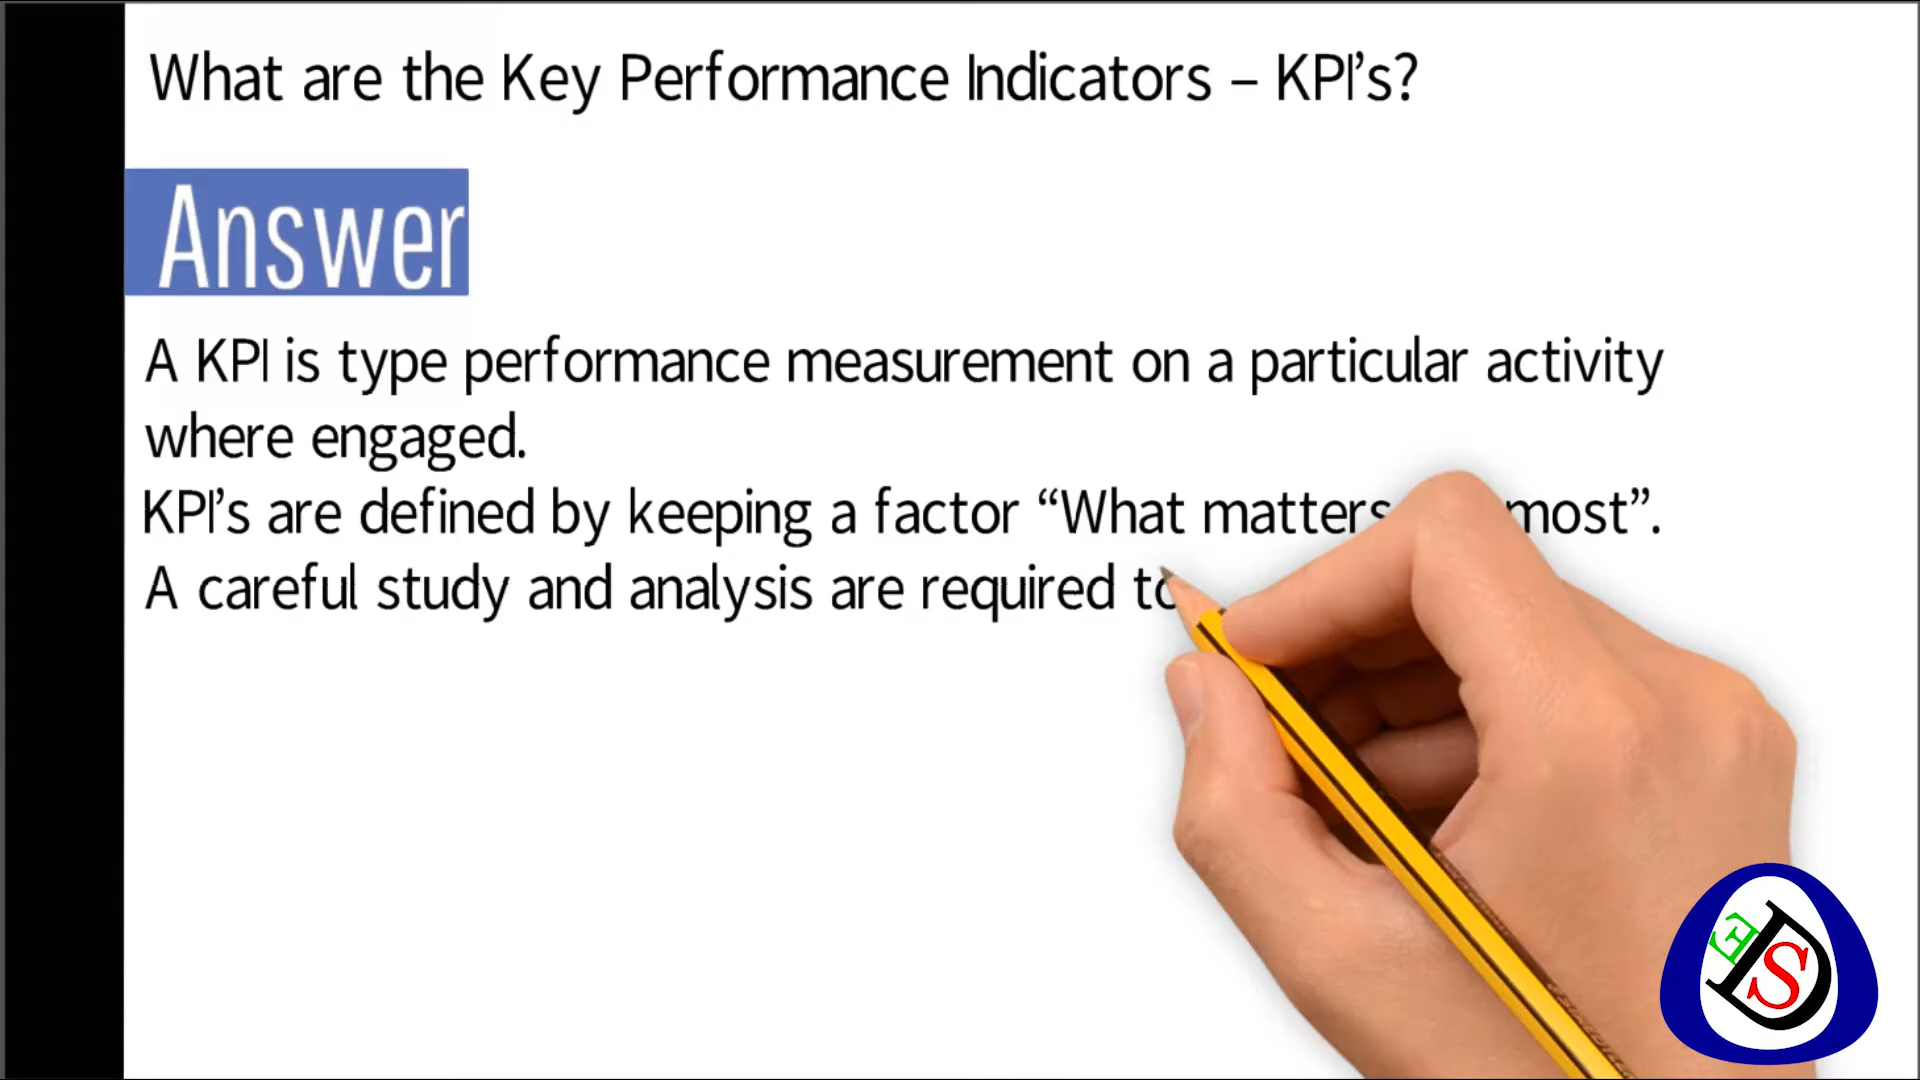 What are the Key Performance Indicators – KPI’s?
Answer
A KPI is type performance measurement on a particular activity
where engaged.
KPI’s are defined by keeping a factor “What matters most”.
A careful study and analysis are required to
E
D
S